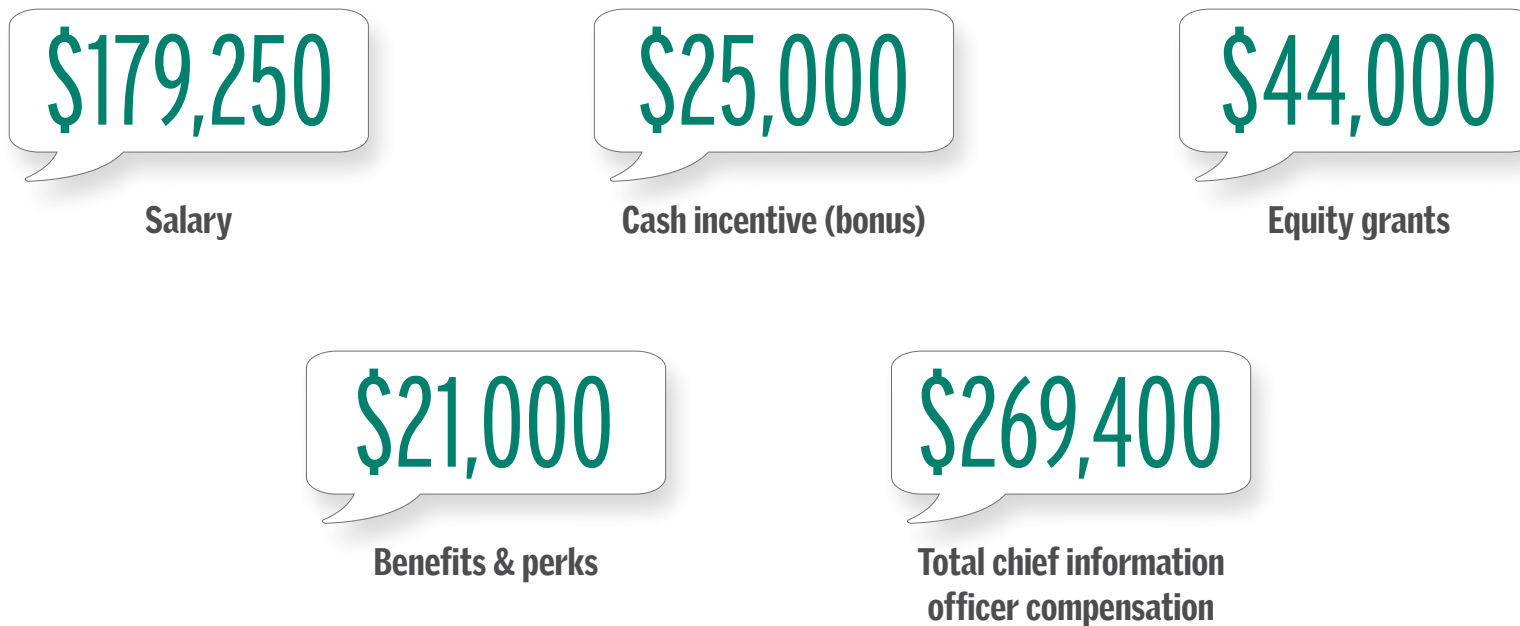 $179,250
Salary
$25,000
Cash incentive (bonus)
$44,000
Equity grants
$21,000
Benefits & perks
$269,400
Total chief information
officer compensation